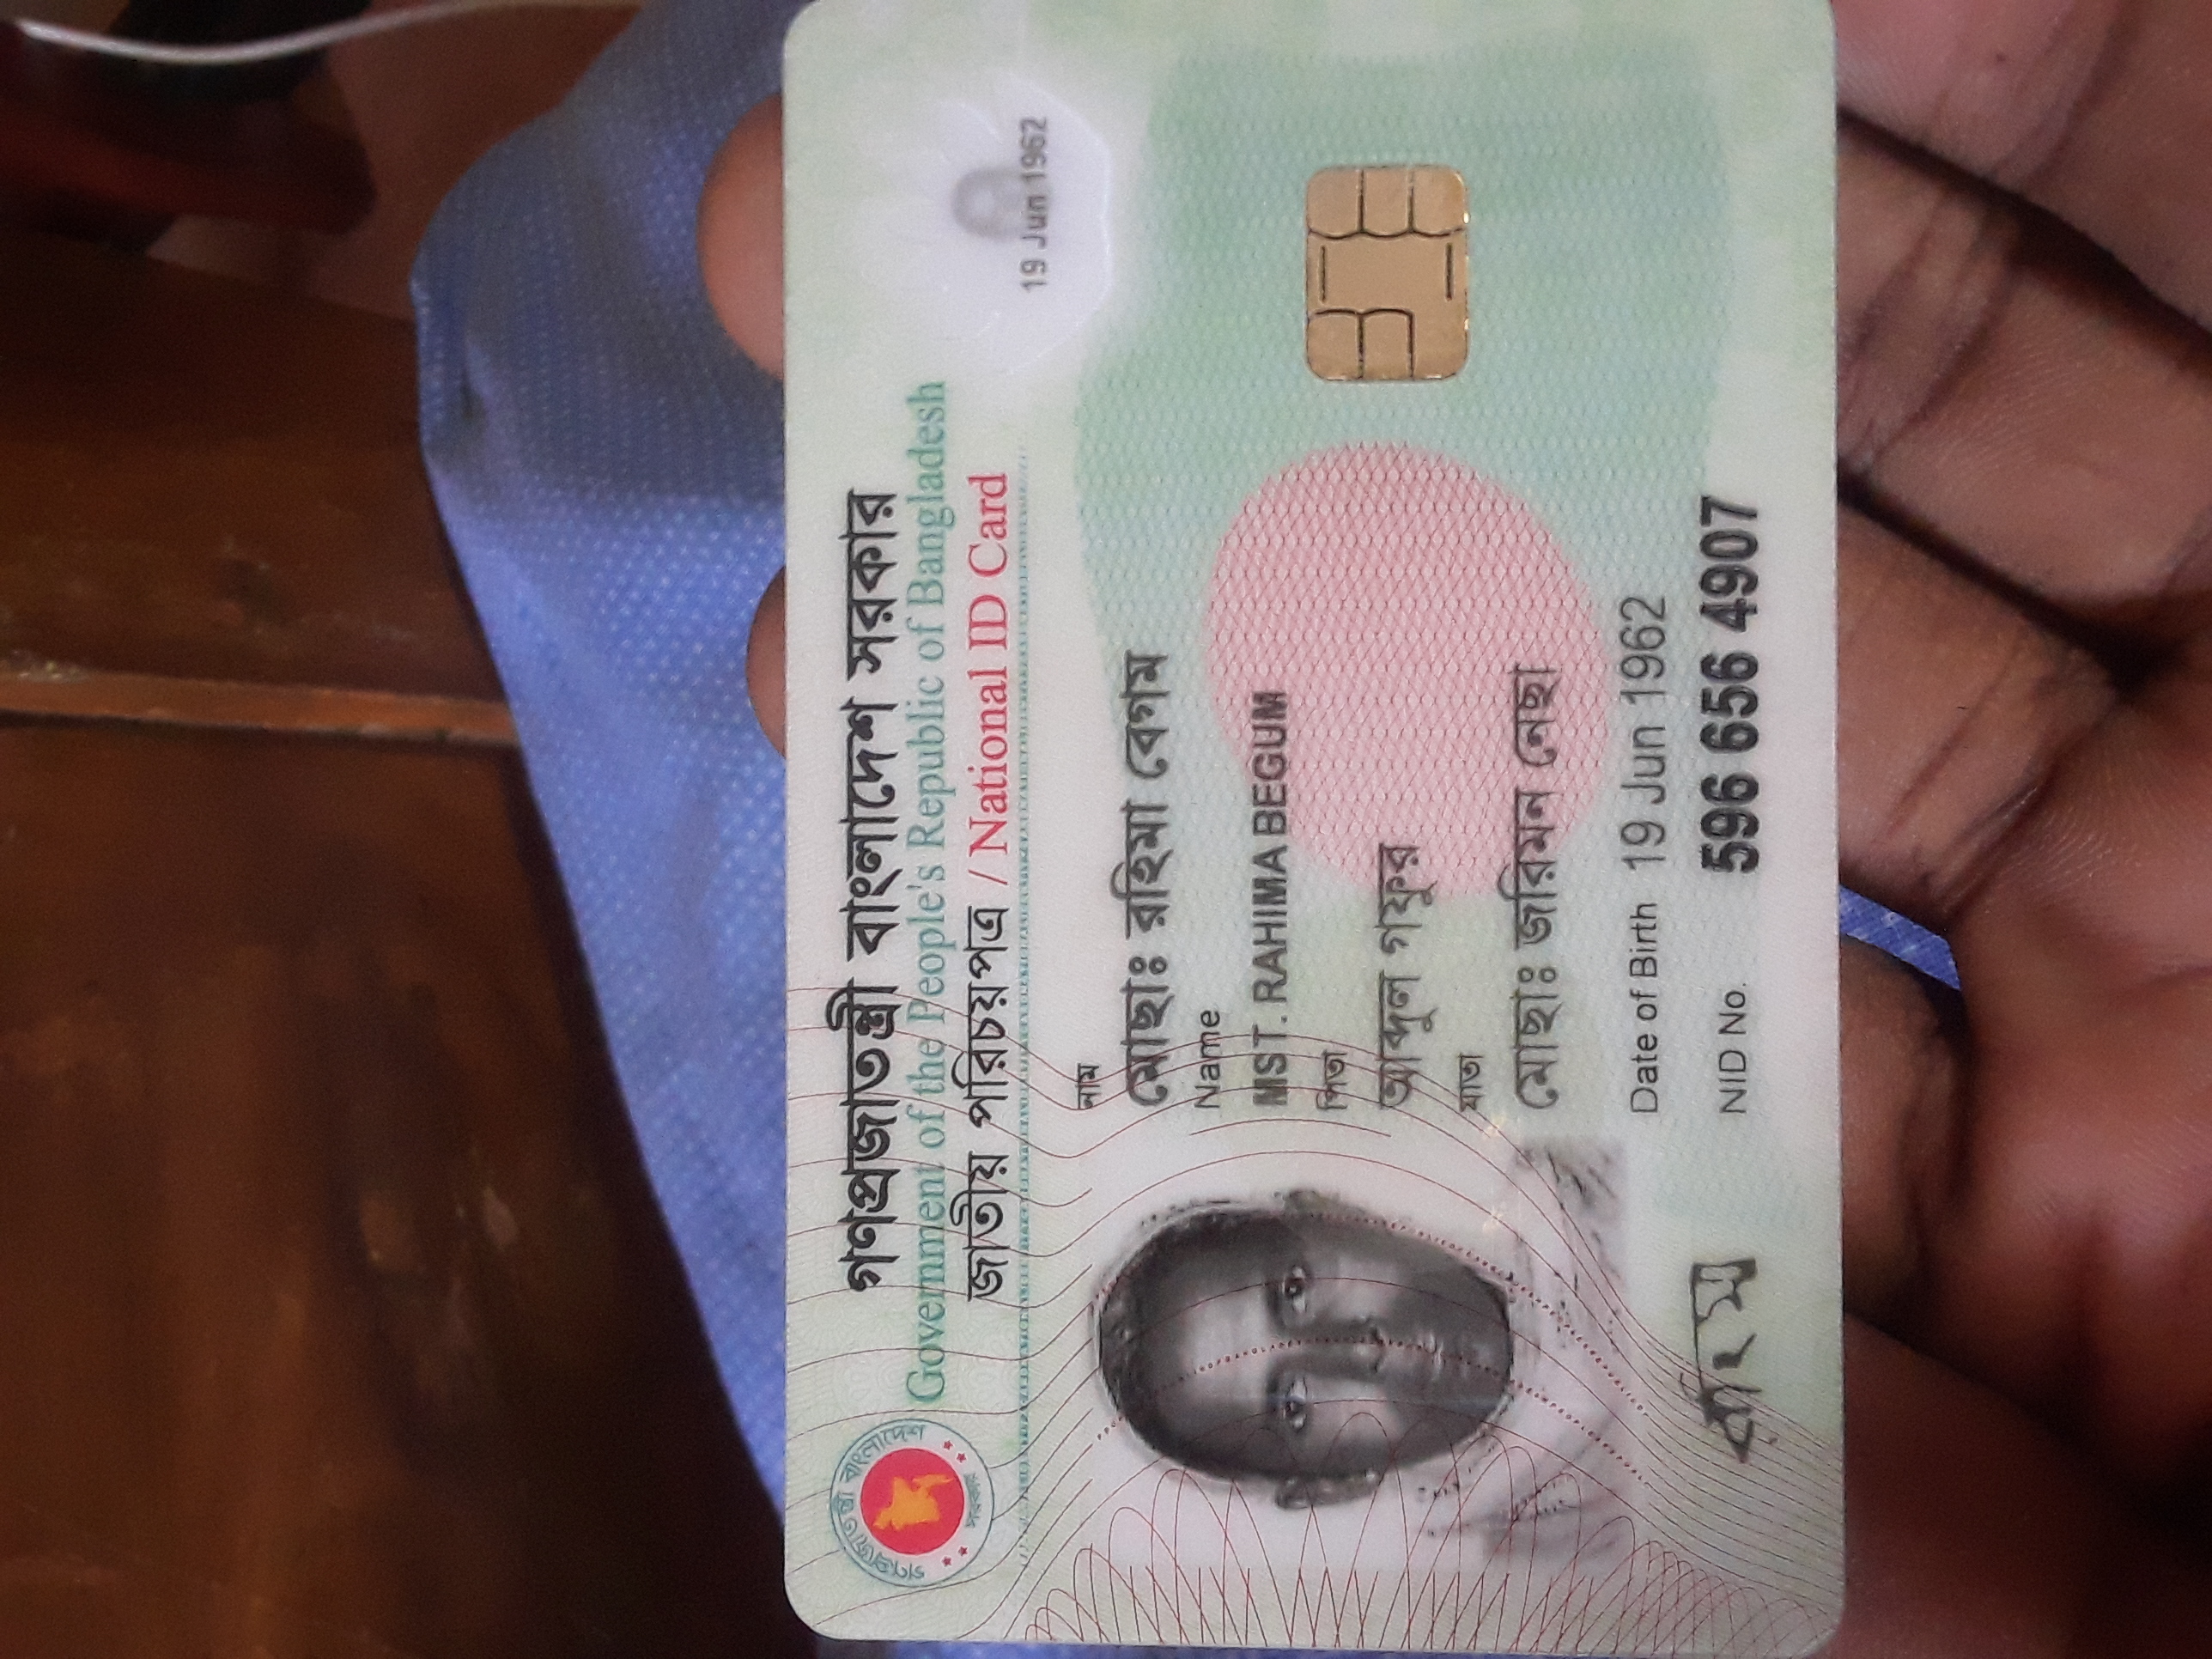 গণপ্রজাতন্ত্রী বাংলাদেশ সরকার
গণপ্রজাতন্ত্রী বাংলাদেশ সরকার
Government of the People's Republic of Bangladesh
জাতীয় পরিচয়পত্র / National ID Card
19 Jun 1962
নাম
মোছাঃ রহিমা বেগম
Name
MST. RAHIMA BEGUM
পিতা
আব্দুল গফুর
মাতা
মোছাঃ জরিমন নেছা
Date of Birth 19 Jun 1962
NID No. 596 656 4907